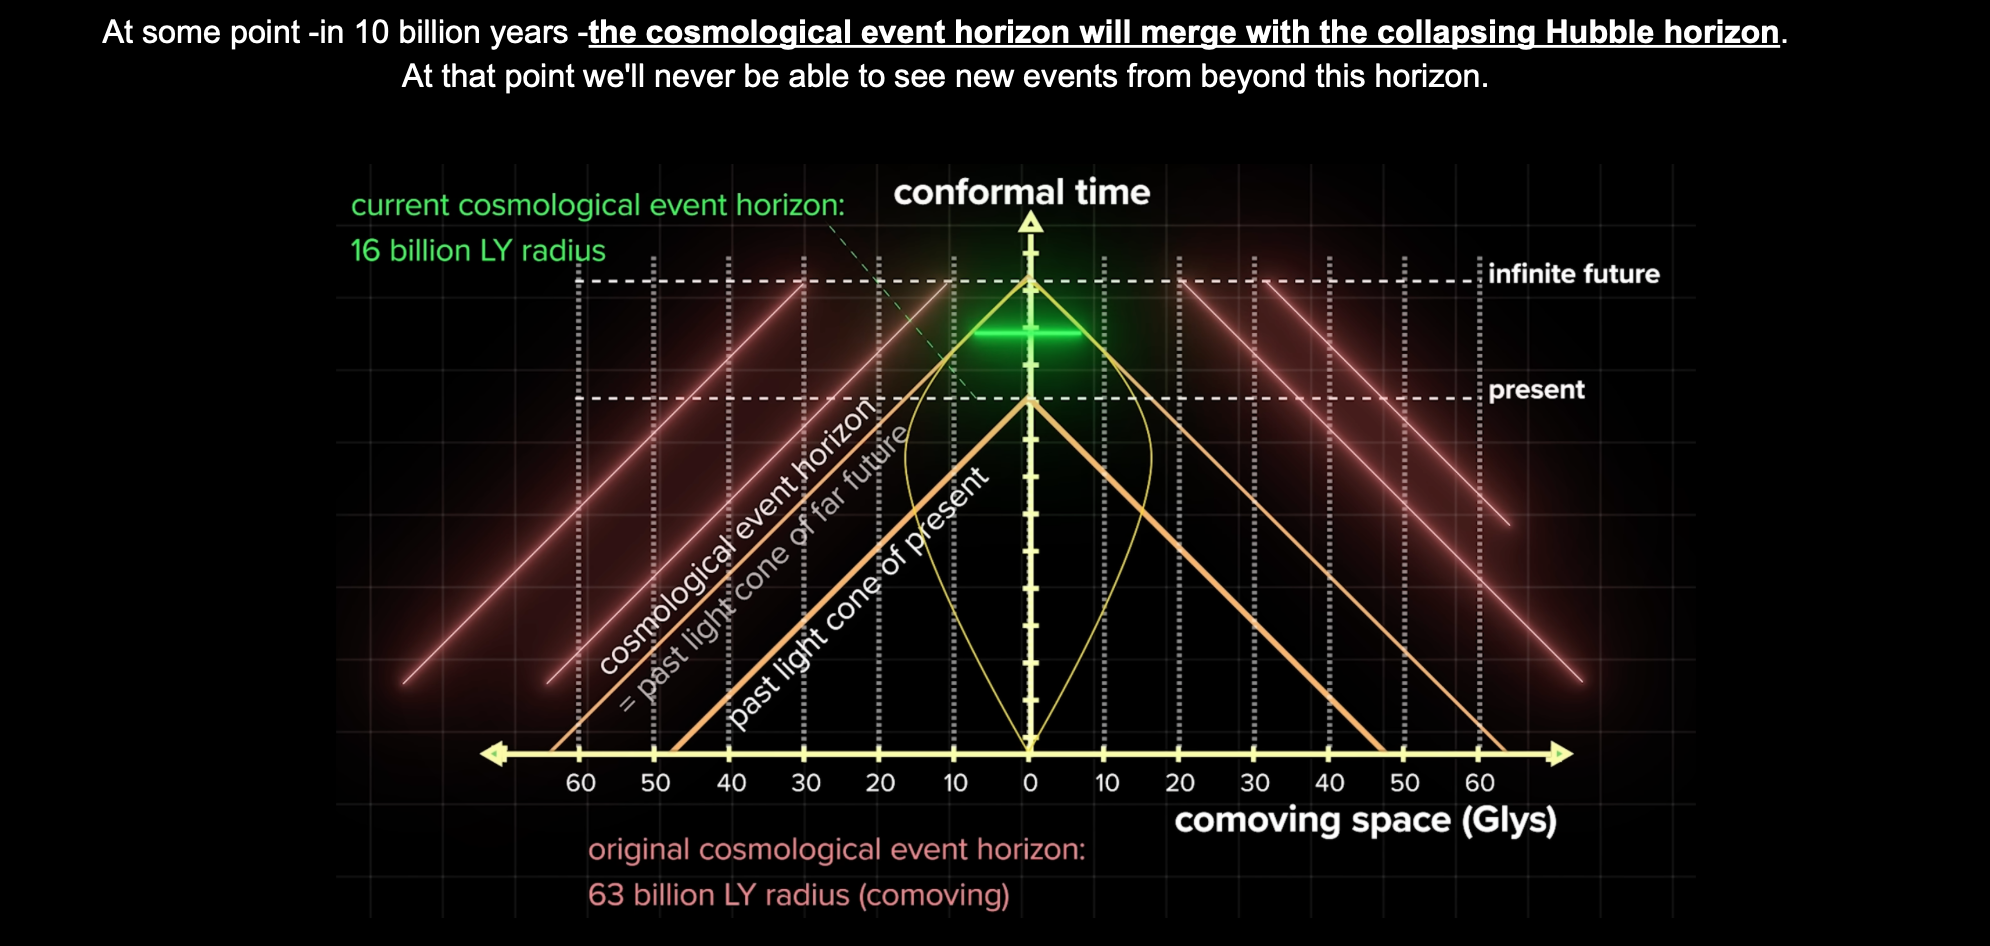 At some point -in 10 billion years -the cosmological event horizon will merge with the collapsing Hubble horizon.
At that point we'll never be able to see new events from beyond this horizon.
conformal time
current cosmological event horizon:
16 billion LY radius
infinite future
present
cosmological event horizon
= past light cone of far future
past light cone of present
60 50 40 30 20 10 0 10 20 30 40 50 60
comoving space (Glys)
original cosmological event horizon:
63 billion LY radius (comoving)